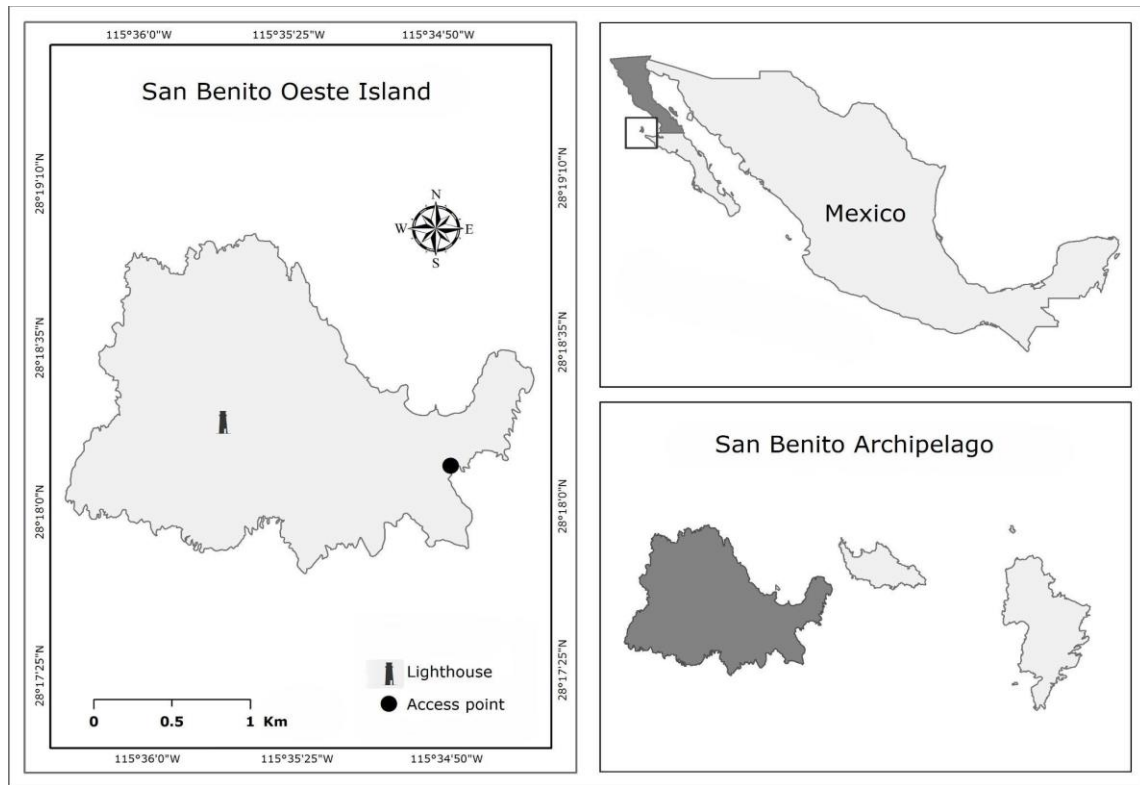 115°36'0"W 115°35'25"W 115°34'50"W
San Benito Oeste Island
28°19'10"N
28°19'10"N
N
W
E
S
28°18'35"N
28°18'35"N
28°18'0"N
28°18'0"N
28°17'25"N
28°17'25"N
Lighthouse
Access point
0 0.5 1 Km
115°36'0"W 115°35'25"W 115°34'50"W
Mexico
San Benito Archipelago